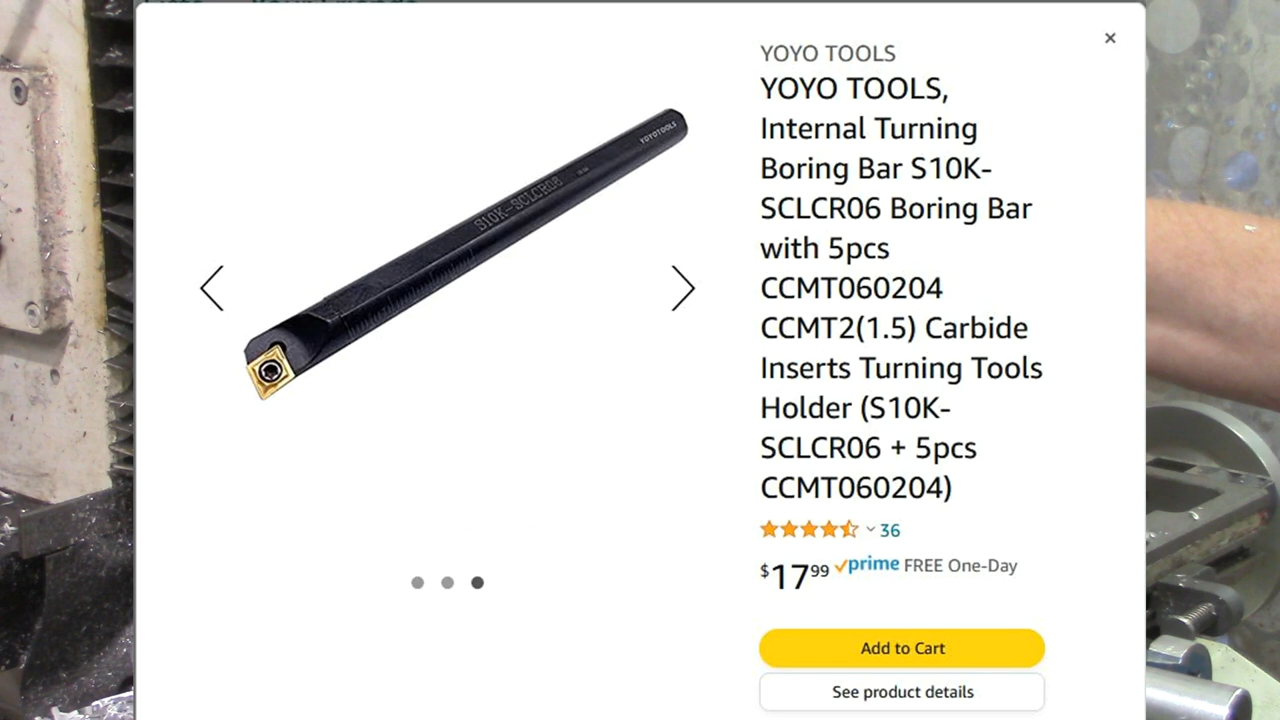 YOYO TOOLS
YOYO TOOLS,
Internal Turning
Boring Bar S10K-
SCLCR06 Boring Bar
with 5pcs
CCMT060204
CCMT2(1.5) Carbide
Inserts Turning Tools
Holder (S10K-
SCLCR06 + 5pcs
CCMT060204)
36
$17.99 prime FREE One-Day
Add to Cart
See product details
YOYOTOOLS
S10K-SCLCR06